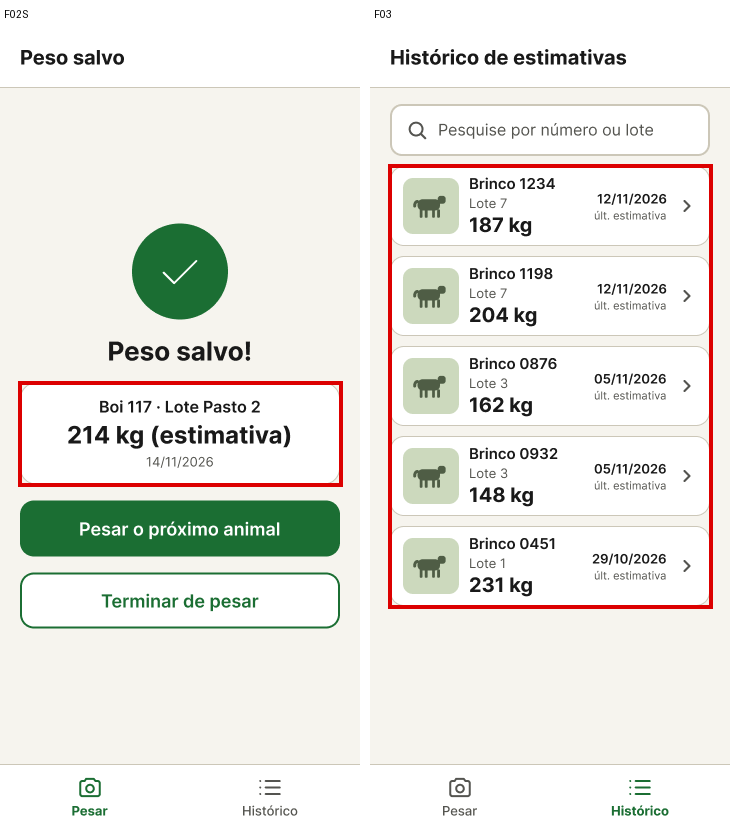 F02S
Peso salvo
Peso salvo!
Boi 117 · Lote Pasto 2
214 kg (estimativa)
14/11/2026
Pesar o próximo animal
Terminar de pesar
Pesar
Histórico
F03
Histórico de estimativas
Pesquise por número ou lote
Brinco 1234
Lote 7
187 kg
12/11/2026
últ. estimativa
Brinco 1198
Lote 7
204 kg
12/11/2026
últ. estimativa
Brinco 0876
Lote 3
162 kg
05/11/2026
últ. estimativa
Brinco 0932
Lote 3
148 kg
05/11/2026
últ. estimativa
Brinco 0451
Lote 1
231 kg
29/10/2026
últ. estimativa
Pesar
Histórico